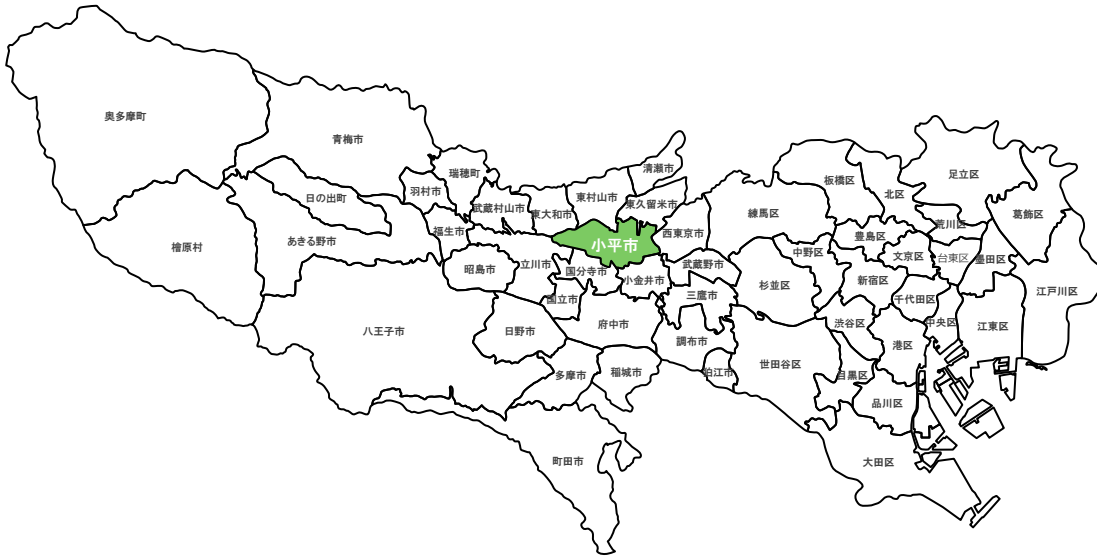 奥多摩町
青梅市
瑞穂町
羽村市
日の出町
檜原村
あきる野市
福生市
武蔵村山市
東大和市
東村山市
清瀬市
東久留米市
小平市
西東京市
昭島市
立川市
国分寺市
小金井市
武蔵野市
三鷹市
国立市
八王子市
日野市
府中市
調布市
狛江市
多摩市
稲城市
町田市
練馬区
板橋区
北区
足立区
葛飾区
荒川区
豊島区
文京区
台東区
墨田区
江戸川区
中野区
杉並区
新宿区
千代田区
中央区
江東区
渋谷区
港区
世田谷区
目黒区
品川区
大田区